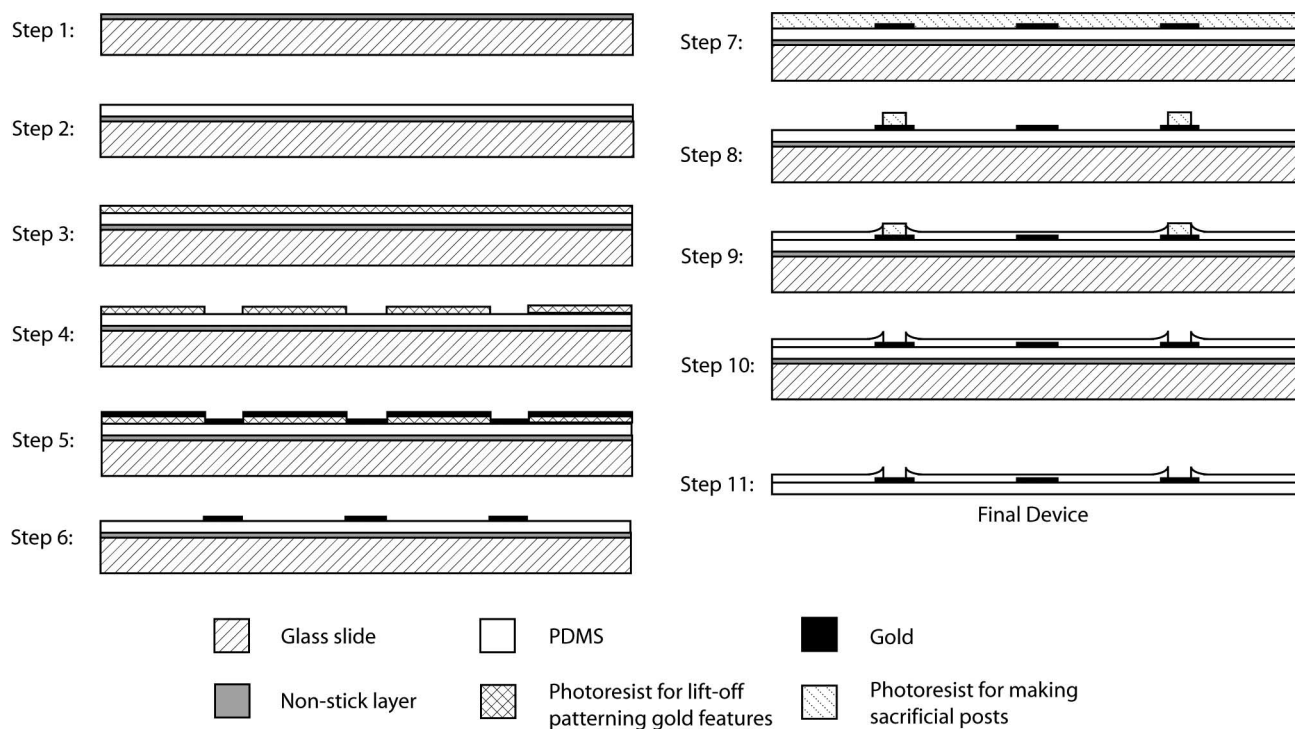 Step 1:
Step 2:
Step 3:
Step 4:
Step 5:
Step 6:
Step 7:
Step 8:
Step 9:
Step 10:
Step 11:
Final Device
Glass slide
PDMS
Gold
Non-stick layer
Photoresist for lift-off
patterning gold features
Photoresist for making
sacrificial posts